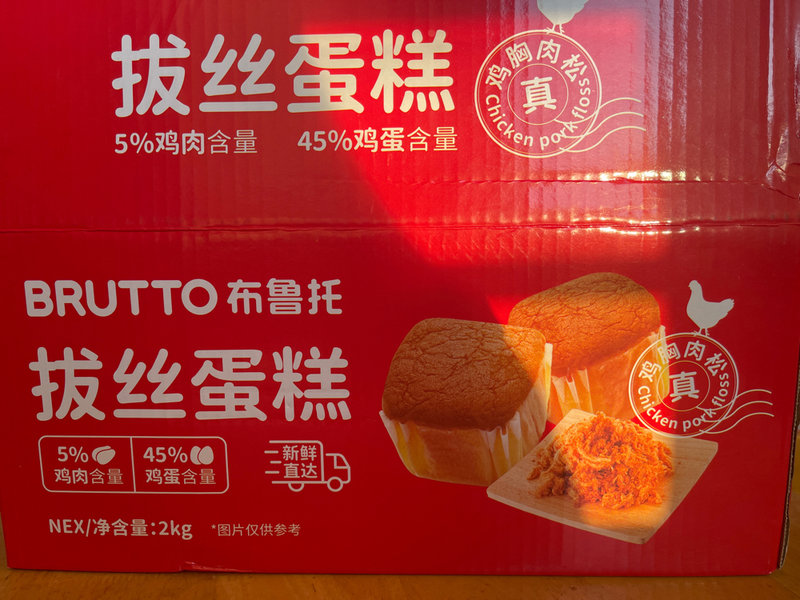 拔丝蛋糕
5%鸡肉含量 45%鸡蛋含量
鸡胸肉松
真
Chicken pork floss
BRUTTO 布鲁托
拔丝蛋糕
5%
鸡肉含量
45%
鸡蛋含量
新鲜
直达
鸡胸肉松
真
Chicken pork floss
NEX/净含量:2kg *图片仅供参考